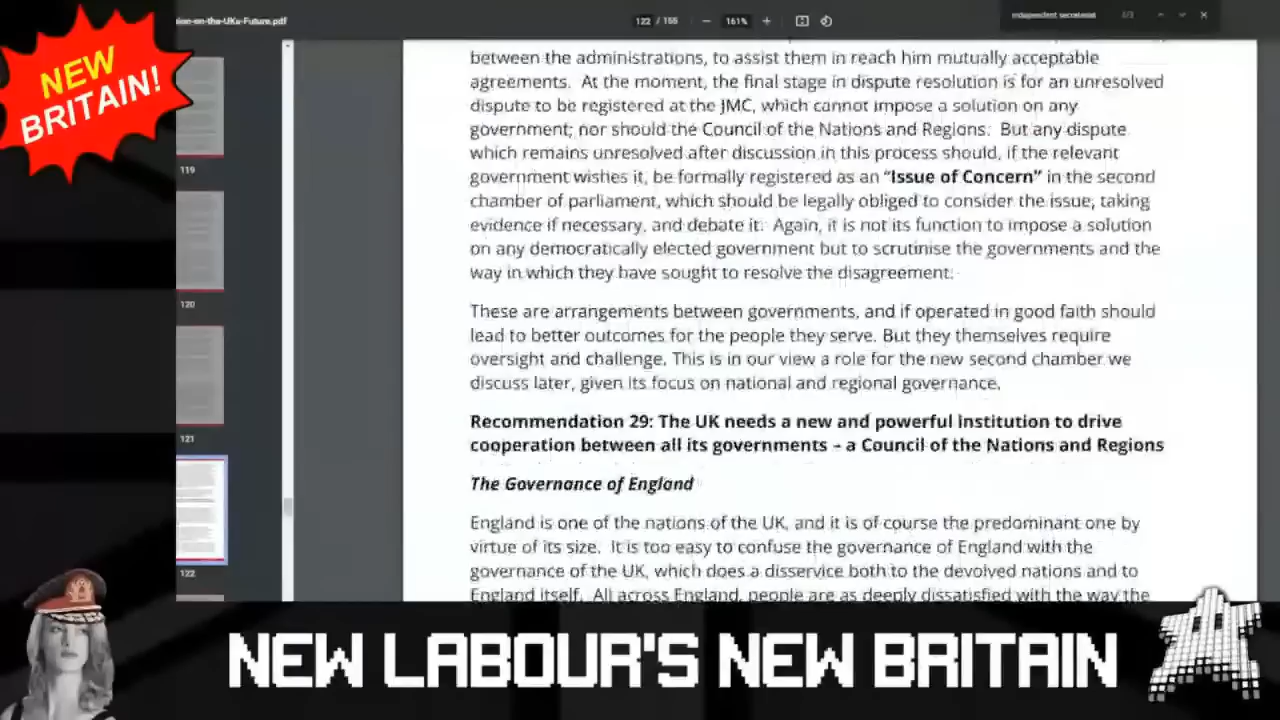 ion-on-the-UKs-Future.pdf
122 / 155
161%
independent secretariat
NEW
BRITAIN!
119
120
121
122
between the administrations, to assist them in reach him mutually acceptable
agreements. At the moment, the final stage in dispute resolution is for an unresolved
dispute to be registered at the JMC, which cannot impose a solution on any
government; nor should the Council of the Nations and Regions. But any dispute
which remains unresolved after discussion in this process should, if the relevant
government wishes it, be formally registered as an “Issue of Concern” in the second
chamber of parliament, which should be legally obliged to consider the issue, taking
evidence if necessary, and debate it. Again, it is not its function to impose a solution
on any democratically elected government but to scrutinise the governments and the
way in which they have sought to resolve the disagreement.
These are arrangements between governments, and if operated in good faith should
lead to better outcomes for the people they serve. But they themselves require
oversight and challenge. This is in our view a role for the new second chamber we
discuss later, given its focus on national and regional governance.
Recommendation 29: The UK needs a new and powerful institution to drive
cooperation between all its governments – a Council of the Nations and Regions
The Governance of England
England is one of the nations of the UK, and it is of course the predominant one by
virtue of its size. It is too easy to confuse the governance of England with the
governance of the UK, which does a disservice both to the devolved nations and to
England itself. All across England, people are as deeply dissatisfied with the way the
NEW LABOUR'S NEW BRITAIN